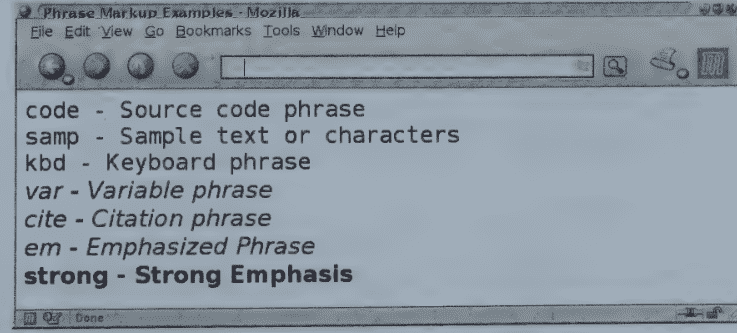 Phrase Markup Examples - Mozilla
File Edit View Go Bookmarks Tools Window Help
code - Source code phrase
samp - Sample text or characters
kbd - Keyboard phrase
var - Variable phrase
cite - Citation phrase
em - Emphasized Phrase
strong - Strong Emphasis
Done